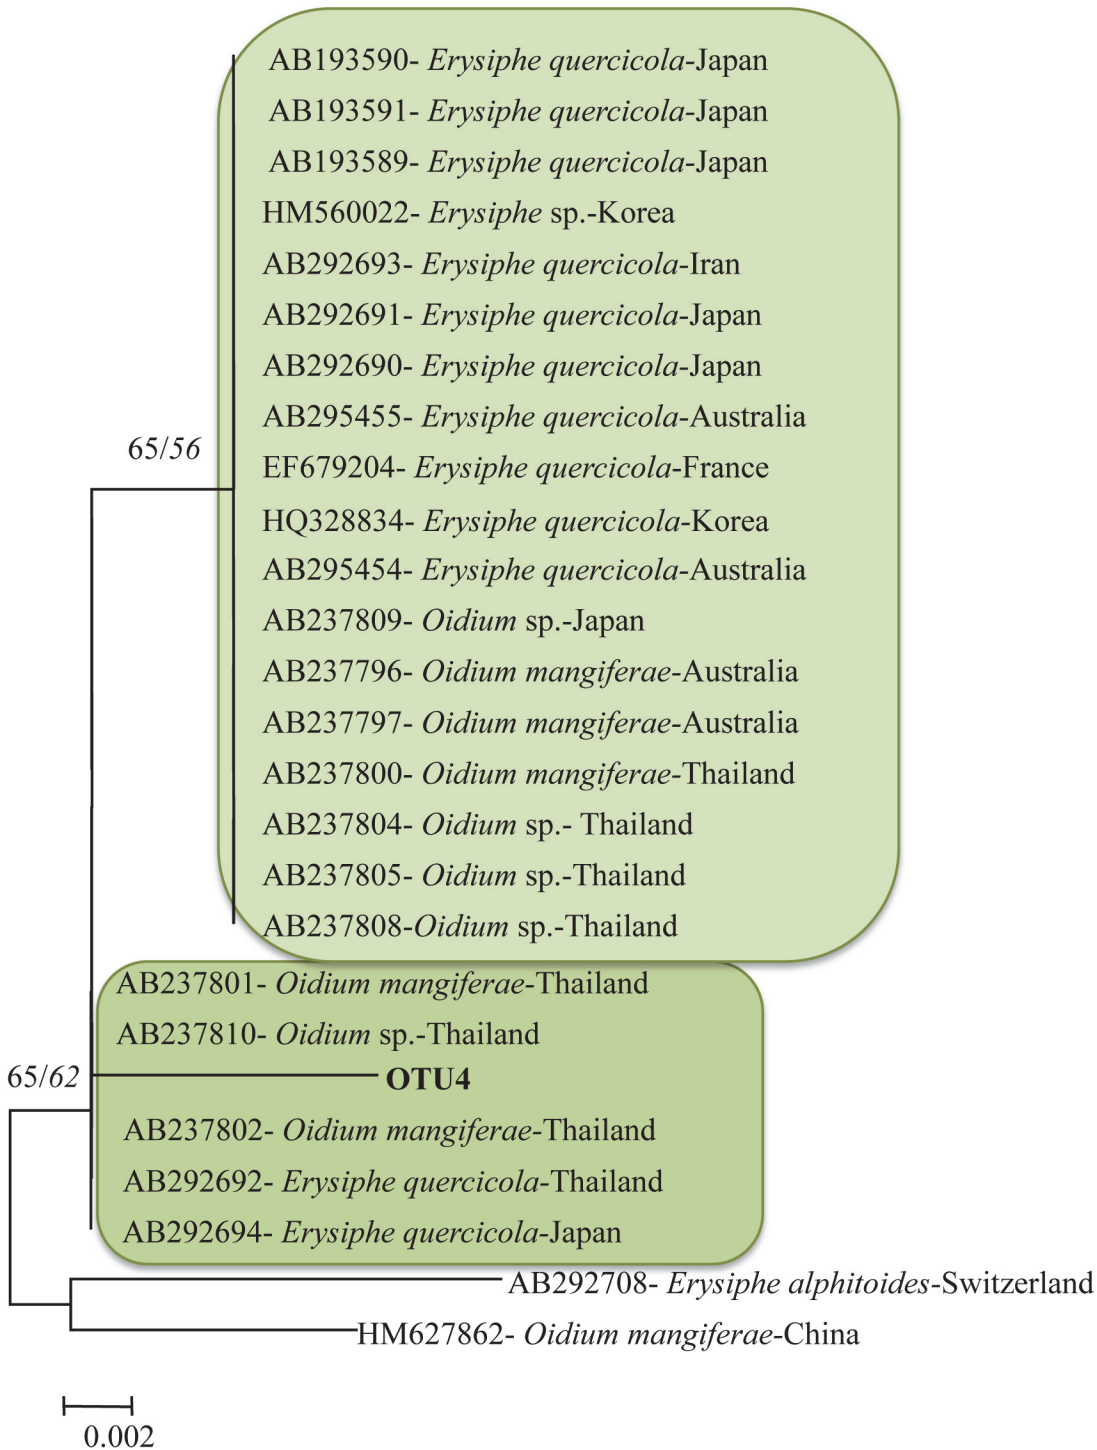 AB193590- Erysiphe quercicola-Japan
AB193591- Erysiphe quercicola-Japan
AB193589- Erysiphe quercicola-Japan
HM560022- Erysiphe sp.-Korea
AB292693- Erysiphe quercicola-Iran
AB292691- Erysiphe quercicola-Japan
AB292690- Erysiphe quercicola-Japan
AB295455- Erysiphe quercicola-Australia
65/56
EF679204- Erysiphe quercicola-France
HQ328834- Erysiphe quercicola-Korea
AB295454- Erysiphe quercicola-Australia
AB237809- Oidium sp.-Japan
AB237796- Oidium mangiferae-Australia
AB237797- Oidium mangiferae-Australia
AB237800- Oidium mangiferae-Thailand
AB237804- Oidium sp.- Thailand
AB237805- Oidium sp.-Thailand
AB237808-Oidium sp.-Thailand
AB237801- Oidium mangiferae-Thailand
AB237810- Oidium sp.-Thailand
65/62
OTU4
AB237802- Oidium mangiferae-Thailand
AB292692- Erysiphe quercicola-Thailand
AB292694- Erysiphe quercicola-Japan
AB292708- Erysiphe alphitoides-Switzerland
HM627862- Oidium mangiferae-China
0.002